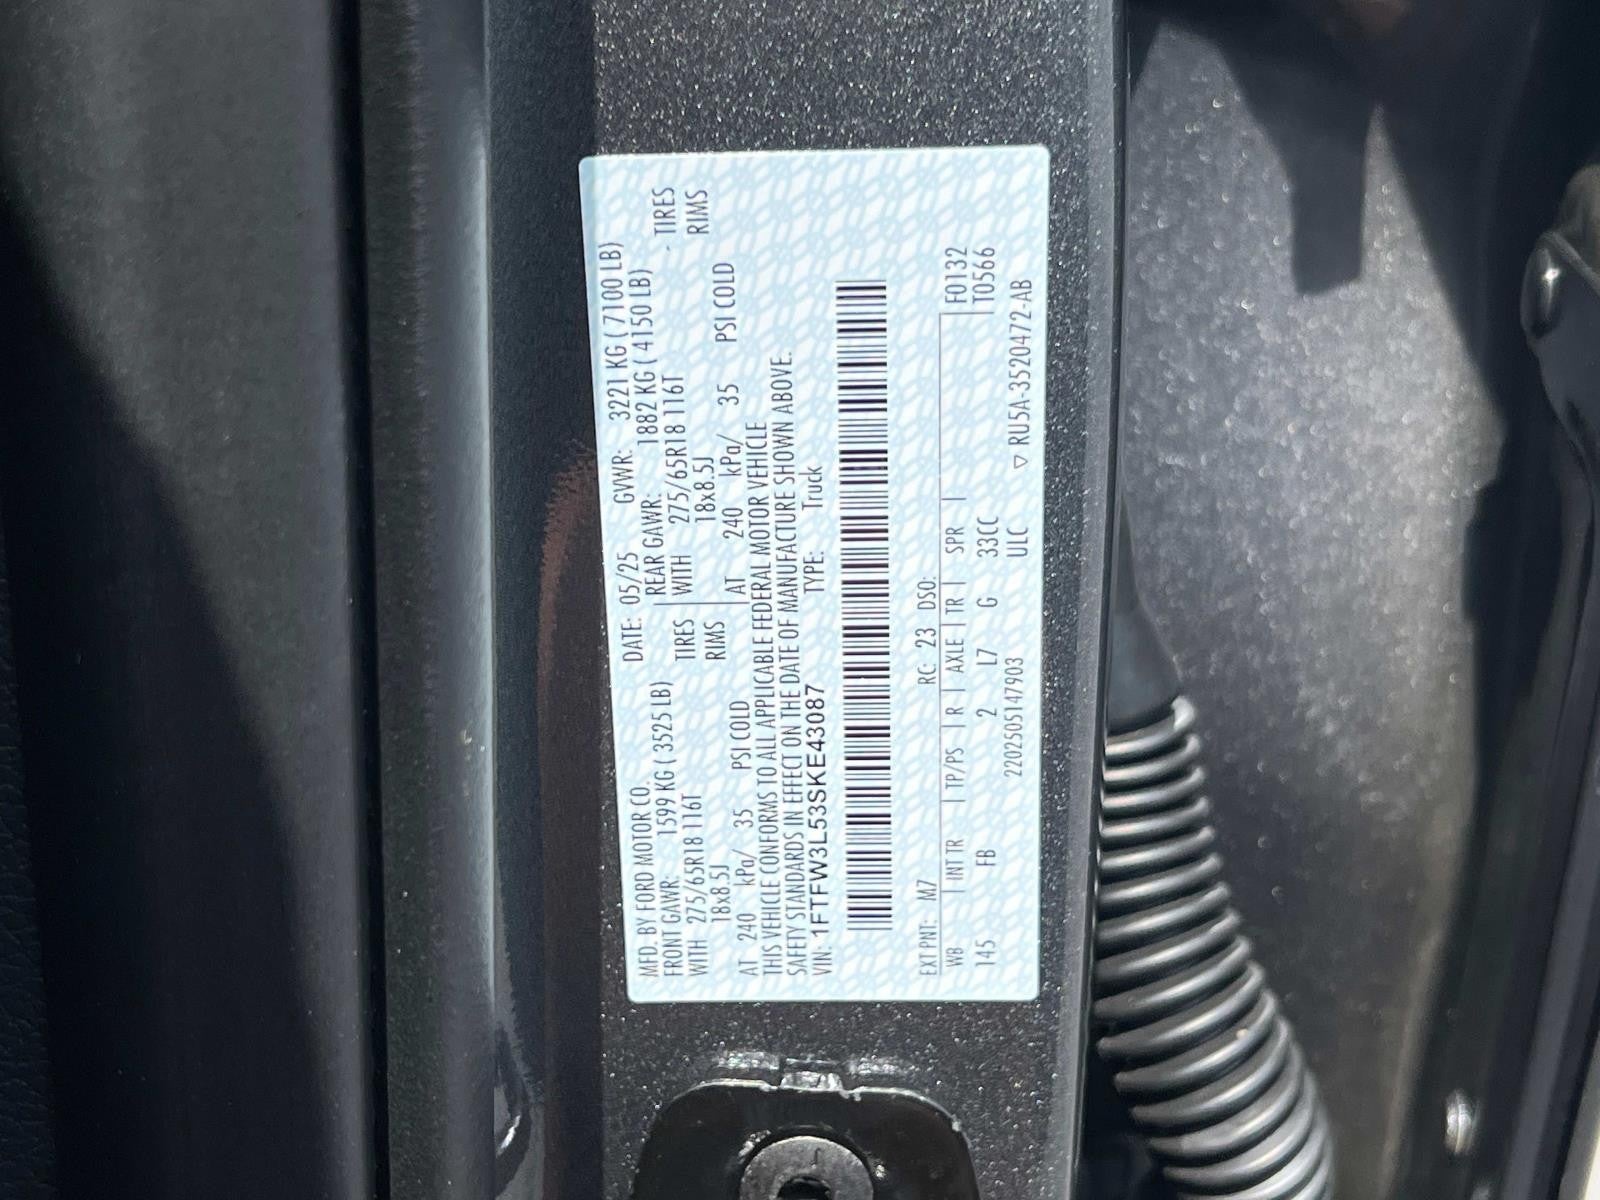 MFD. BY FORD MOTOR CO. DATE: 05/25 GVWR: 3221 KG ( 7100 LB)
FRONT GAWR: 1599 KG ( 3525 LB) REAR GAWR: 1882 KG ( 4150 LB)
WITH 275/65R18 116T TIRES WITH 275/65R18 116T TIRES
18x8.5J RIMS 18x8.5J RIMS
AT 240 kPa/ 35 PSI COLD AT 240 kPa/ 35 PSI COLD
THIS VEHICLE CONFORMS TO ALL APPLICABLE FEDERAL MOTOR VEHICLE
SAFETY STANDARDS IN EFFECT ON THE DATE OF MANUFACTURE SHOWN ABOVE.
VIN: 1FTFW3L53SKE43087 TYPE: Truck
EXT PNT: M7 RC: 23 DSO:
WB INT TR TP/PS R AXLE TR SPR F0132
145 FB 2 L7 G 33CC T0566
ULC
220250514​7903 ▽ RU5A-3520472-AB